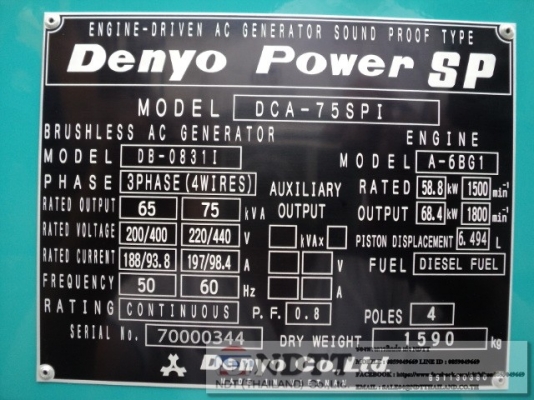 ENGINE-DRIVEN AC GENERATOR SOUND PROOF TYPE
Denyo Power SP
MODEL DCA-75SPI
BRUSHLESS AC GENERATOR
MODEL DB-0831I
PHASE 3PHASE(4WIRES)
RATED OUTPUT 65 75 kVA
RATED VOLTAGE 200/400 220/440 V
RATED CURRENT 188/93.8 197/98.4 A
FREQUENCY 50 60 Hz
RATING CONTINUOUS P.F. 0.8
SERIAL No. 70000344
AUXILIARY
OUTPUT
kVAx
V
A
V
A
ENGINE
MODEL A-6BG1
RATED 58.8 kW 1500 min⁻¹
OUTPUT 68.4 kW 1800 min⁻¹
PISTON DISPLACEMENT 6.494 L
FUEL DIESEL FUEL
POLES 4
DRY WEIGHT 1590 kg
Denyo Co.,Ltd